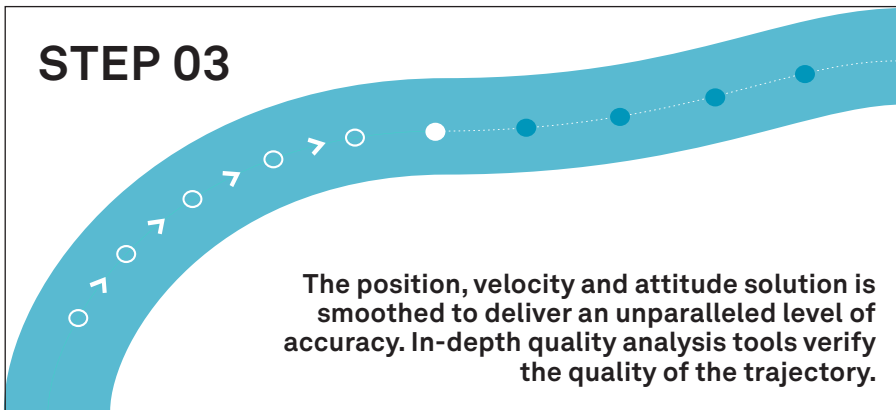 STEP 03
The position, velocity and attitude solution is
smoothed to deliver an unparalleled level of
accuracy. In-depth quality analysis tools verify
the quality of the trajectory.